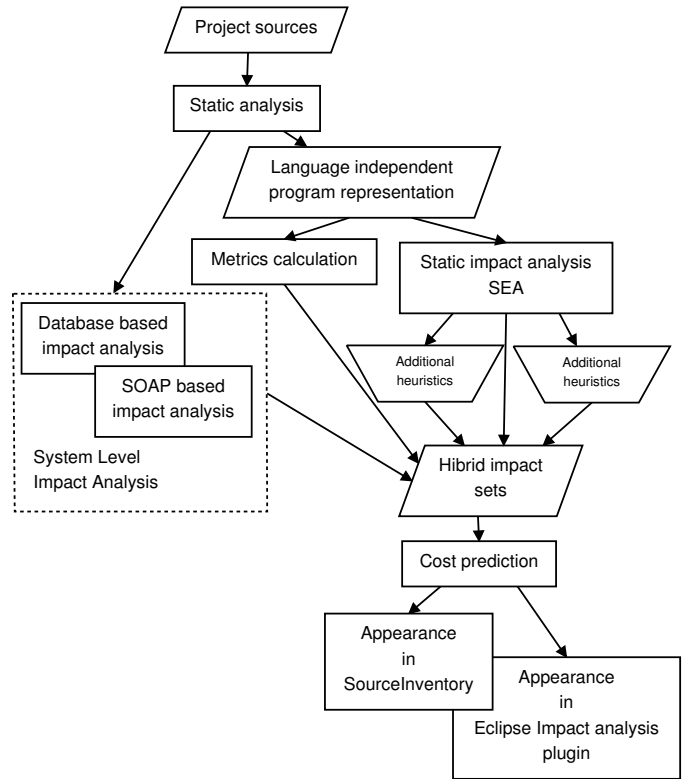 Project sources
Static analysis
Language independent
program representation
Metrics calculation
Static impact analysis
SEA
Database based
impact analysis
SOAP based
impact analysis
System Level
Impact Analysis
Additional
heuristics
Additional
heuristics
Hibrid impact
sets
Cost prediction
Appearance
in
SourceInventory
Appearance
in
Eclipse Impact analysis
plugin